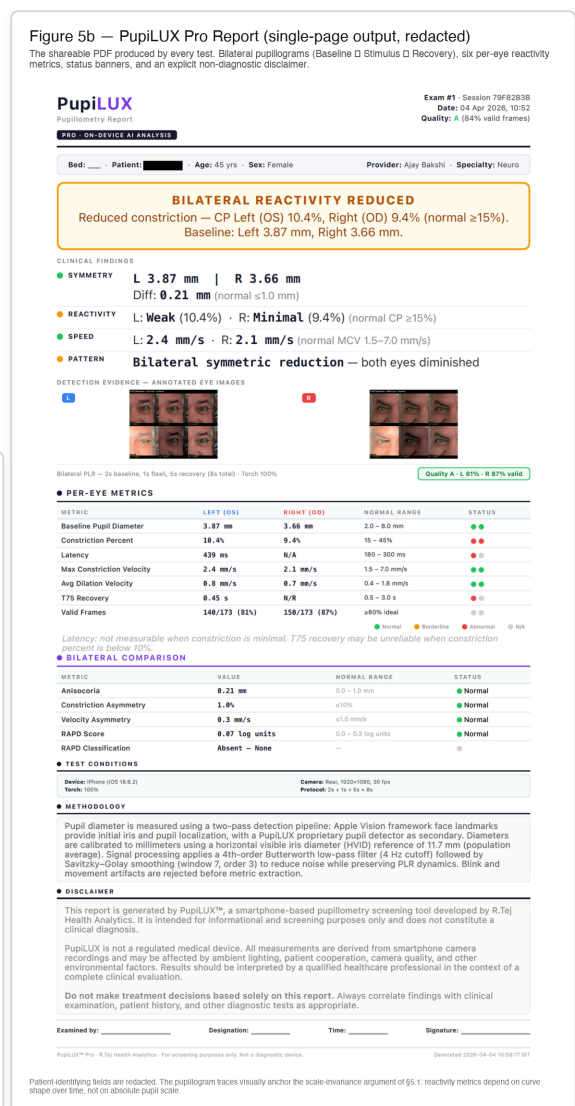 Figure 5b — PupiLUX Pro Report (single-page output, redacted)
The shareable PDF produced by every test. Bilateral pupillograms (Baseline □ Stimulus □ Recovery), six per-eye reactivity
metrics, status banners, and an explicit non-diagnostic disclaimer.
PupiLUX
Pupillometry Report
PRO · ON-DEVICE AI ANALYSIS
Exam #1 · Session 79F82B3B
Date: 04 Apr 2026, 10:52
Quality: A (84% valid frames)
Bed: ___ · Patient: · Age: 45 yrs · Sex: Female Provider: Ajay Bakshi · Specialty: Neuro
BILATERAL REACTIVITY REDUCED
Reduced constriction — CP Left (OS) 10.4%, Right (OD) 9.4% (normal ≥15%).
Baseline: Left 3.87 mm, Right 3.66 mm.
CLINICAL FINDINGS
SYMMETRY L 3.87 mm | R 3.66 mm
Diff: 0.21 mm (normal ≤1.0 mm)
REACTIVITY L: Weak (10.4%) · R: Minimal (9.4%) (normal CP ≥15%)
SPEED L: 2.4 mm/s · R: 2.1 mm/s (normal MCV 1.5–7.0 mm/s)
PATTERN Bilateral symmetric reduction — both eyes diminished
DETECTION EVIDENCE — ANNOTATED EYE IMAGES
L R
Bilateral PLR — 2s baseline, 1s flash, 5s recovery (8s total) · Torch 100% Quality A · L 81% · R 87% valid
PER-EYE METRICS
METRIC LEFT (OS) RIGHT (OD) NORMAL RANGE STATUS
Baseline Pupil Diameter 3.87 mm 3.66 mm 2.0 – 8.0 mm
Constriction Percent 10.4% 9.4% 15 – 45%
Latency 439 ms N/A 180 – 300 ms
Max Constriction Velocity 2.4 mm/s 2.1 mm/s 1.5 – 7.0 mm/s
Avg Dilation Velocity 0.8 mm/s 0.7 mm/s 0.4 – 1.8 mm/s
T75 Recovery 0.45 s N/R 0.5 – 3.0 s
Valid Frames 140/173 (81%) 150/173 (87%) ≥80% ideal
Normal Borderline Abnormal N/A
Latency: not measurable when constriction is minimal. T75 recovery may be unreliable when constriction
percent is below 10%.
BILATERAL COMPARISON
METRIC VALUE NORMAL RANGE STATUS
Anisocoria 0.21 mm 0.0 – 1.0 mm Normal
Constriction Asymmetry 1.0% ≤10% Normal
Velocity Asymmetry 0.3 mm/s ≤1.0 mm/s Normal
RAPD Score 0.07 log units 0.0 – 0.3 log units Normal
RAPD Classification Absent — None —
TEST CONDITIONS
Device: iPhone (iOS 18.6.2) Camera: Rear, 1920×1080, 30 fps
Torch: 100% Protocol: 2s + 1s + 5s = 8s
METHODOLOGY
Pupil diameter is measured using a two-pass detection pipeline: Apple Vision framework face landmarks
provide initial iris and pupil localization, with a PupiLUX proprietary pupil detector as secondary. Diameters
are calibrated to millimeters using a horizontal visible iris diameter (HVID) reference of 11.7 mm (population
average). Signal processing applies a 4th-order Butterworth low-pass filter (4 Hz cutoff) followed by
Savitzky–Golay smoothing (window 7, order 3) to reduce noise while preserving PLR dynamics. Blink and
movement artifacts are rejected before metric extraction.
DISCLAIMER
This report is generated by PupiLUX™, a smartphone-based pupillometry screening tool developed by R.Tej
Health Analytics. It is intended for informational and screening purposes only and does not constitute a
clinical diagnosis.
PupiLUX is not a regulated medical device. All measurements are derived from smartphone camera
recordings and may be affected by ambient lighting, patient cooperation, camera quality, and other
environmental factors. Results should be interpreted by a qualified healthcare professional in the context of a
complete clinical evaluation.
Do not make treatment decisions based solely on this report. Always correlate findings with clinical
examination, patient history, and other diagnostic tests as appropriate.
Examined by: Designation: Time: Signature:
PupiLUX™ Pro · R.Tej Health Analytics · For screening purposes only. Not a diagnostic device. Generated 2026-04-04 10:56:17 IST
Patient-identifying fields are redacted. The pupillogram traces visually anchor the scale-invariance argument of §5.1: reactivity metrics depend on curve
shape over time, not on absolute pupil scale.